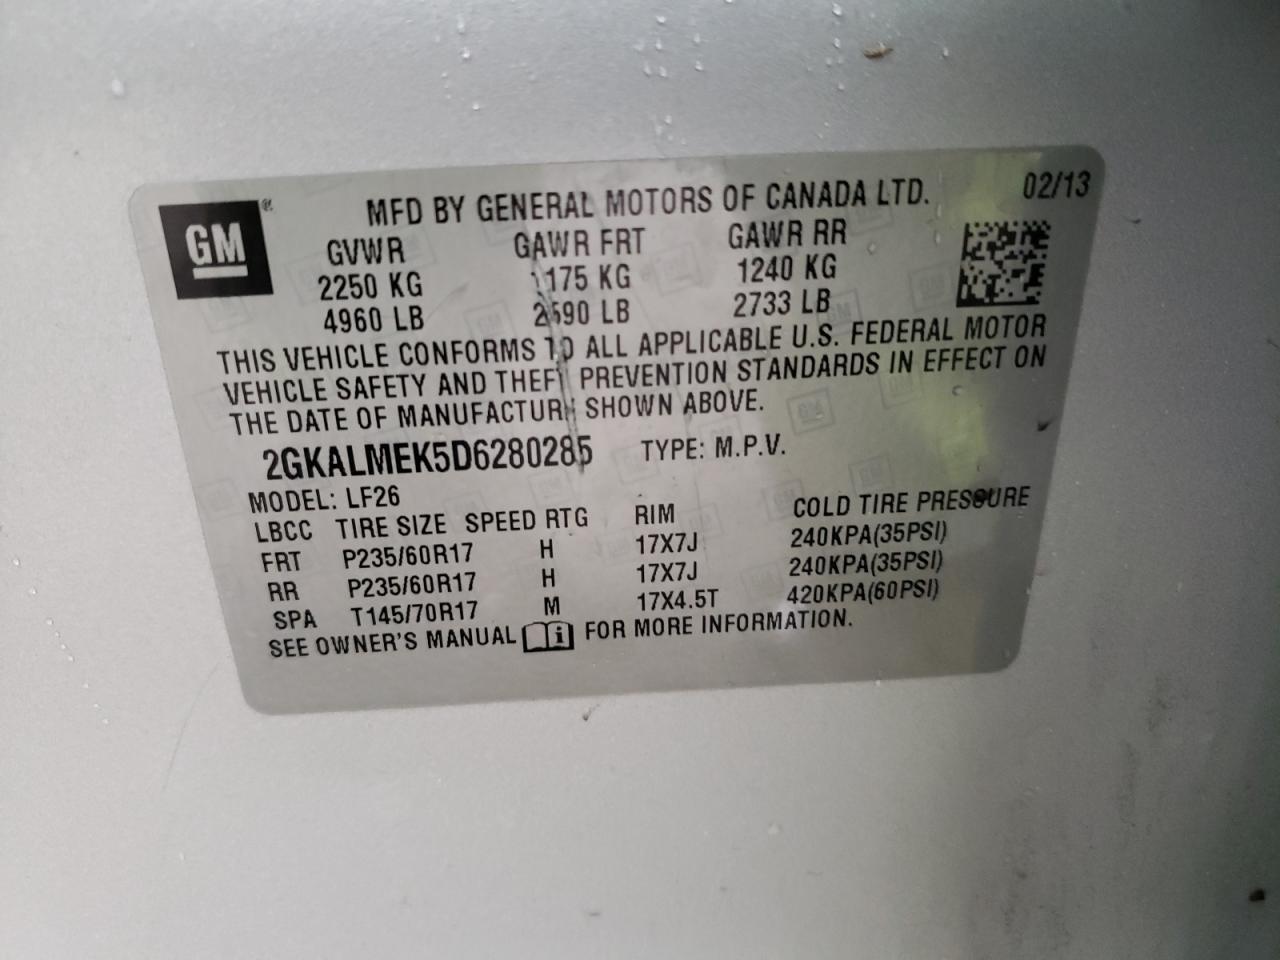 GM®
MFD BY GENERAL MOTORS OF CANADA LTD. 02/13
GVWR GAWR FRT GAWR RR
2250 KG 1175 KG 1240 KG
4960 LB 2590 LB 2733 LB
THIS VEHICLE CONFORMS TO ALL APPLICABLE U.S. FEDERAL MOTOR
VEHICLE SAFETY AND THEFT PREVENTION STANDARDS IN EFFECT ON
THE DATE OF MANUFACTURE SHOWN ABOVE.
2GKALMEK5D6280285 TYPE: M.P.V.
MODEL: LF26
LBCC TIRE SIZE SPEED RTG RIM COLD TIRE PRESSURE
FRT P235/60R17 H 17X7J 240KPA(35PSI)
RR P235/60R17 H 17X7J 240KPA(35PSI)
SPA T145/70R17 M 17X4.5T 420KPA(60PSI)
SEE OWNER'S MANUAL FOR MORE INFORMATION.